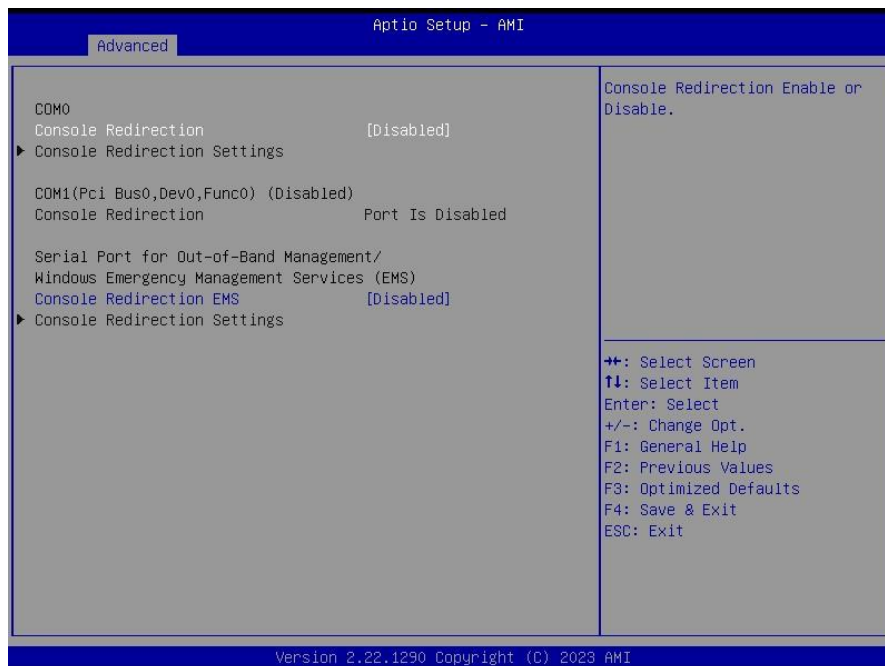 Aptio Setup – AMI
Advanced
COM0
Console Redirection [Disabled]
▶ Console Redirection Settings
COM1(Pci Bus0,Dev0,Func0) (Disabled)
Console Redirection Port Is Disabled
Serial Port for Out-of-Band Management/
Windows Emergency Management Services (EMS)
Console Redirection EMS [Disabled]
▶ Console Redirection Settings
Console Redirection Enable or
Disable.
→←: Select Screen
↑↓: Select Item
Enter: Select
+/-: Change Opt.
F1: General Help
F2: Previous Values
F3: Optimized Defaults
F4: Save & Exit
ESC: Exit
Version 2.22.1290 Copyright (C) 2023 AMI